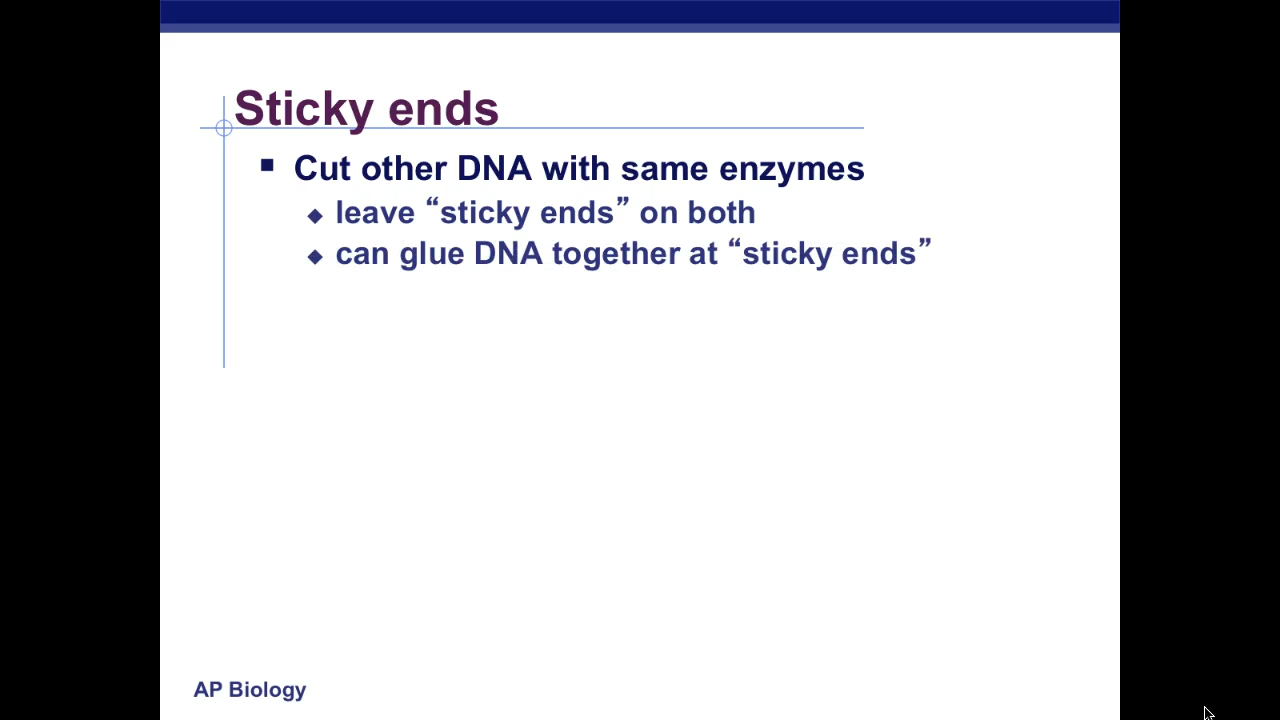 Sticky ends
Cut other DNA with same enzymes
leave “sticky ends” on both
can glue DNA together at “sticky ends”
AP Biology